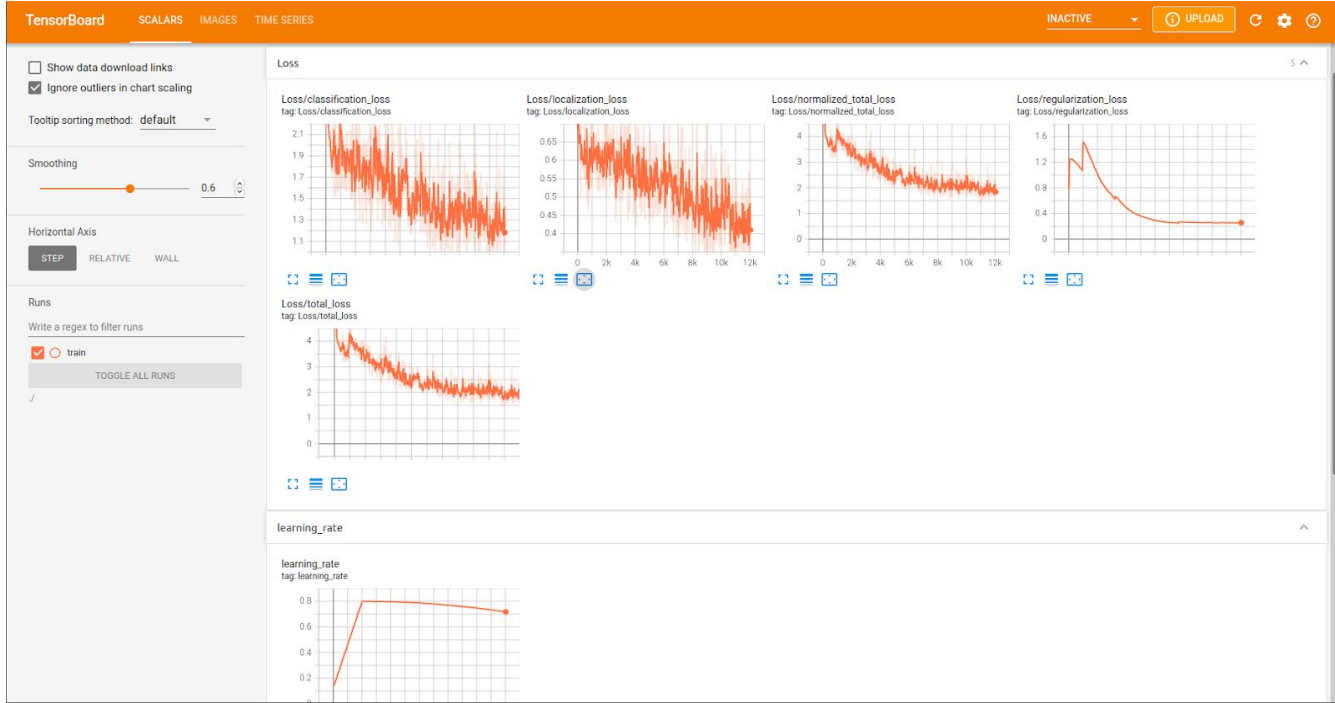 TensorBoard SCALARS IMAGES TIME SERIES INACTIVE UPLOAD
Show data download links
Ignore outliers in chart scaling
Tooltip sorting method: default
Smoothing
0.6
Horizontal Axis
STEP RELATIVE WALL
Runs
Write a regex to filter runs
train
TOGGLE ALL RUNS
./
Loss 5
Loss/classification_loss
tag: Loss/classification_loss
2.1
1.9
1.7
1.5
1.3
1.1
Loss/localization_loss
tag: Loss/localization_loss
0.65
0.6
0.55
0.5
0.45
0.4
0 2k 4k 6k 8k 10k 12k
Loss/normalized_total_loss
tag: Loss/normalized_total_loss
4
3
2
1
0
0 2k 4k 6k 8k 10k 12k
Loss/regularization_loss
tag: Loss/regularization_loss
1.6
1.2
0.8
0.4
0
Loss/total_loss
tag: Loss/total_loss
4
3
2
1
0
learning_rate
learning_rate
tag: learning_rate
0.8
0.6
0.4
0.2